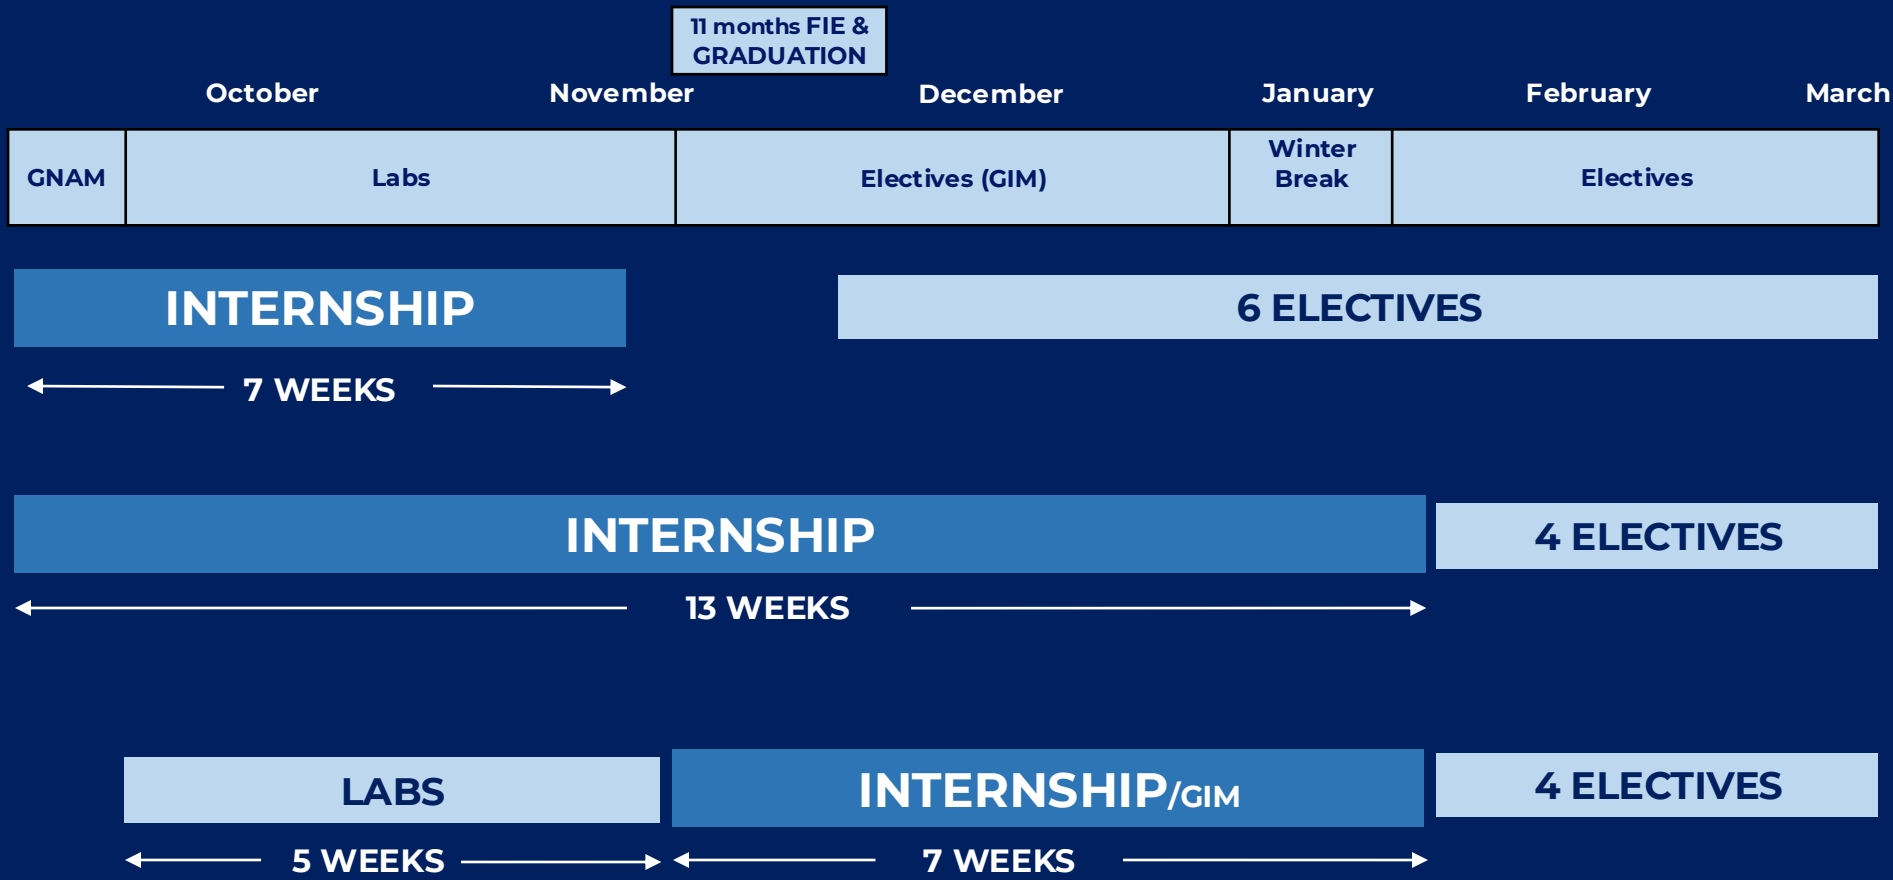 11 months FIE &
GRADUATION
October November December January February March
GNAM Labs Electives (GIM) Winter Break Electives
INTERNSHIP 6 ELECTIVES
7 WEEKS
INTERNSHIP 4 ELECTIVES
13 WEEKS
LABS INTERNSHIP/GIM 4 ELECTIVES
5 WEEKS 7 WEEKS